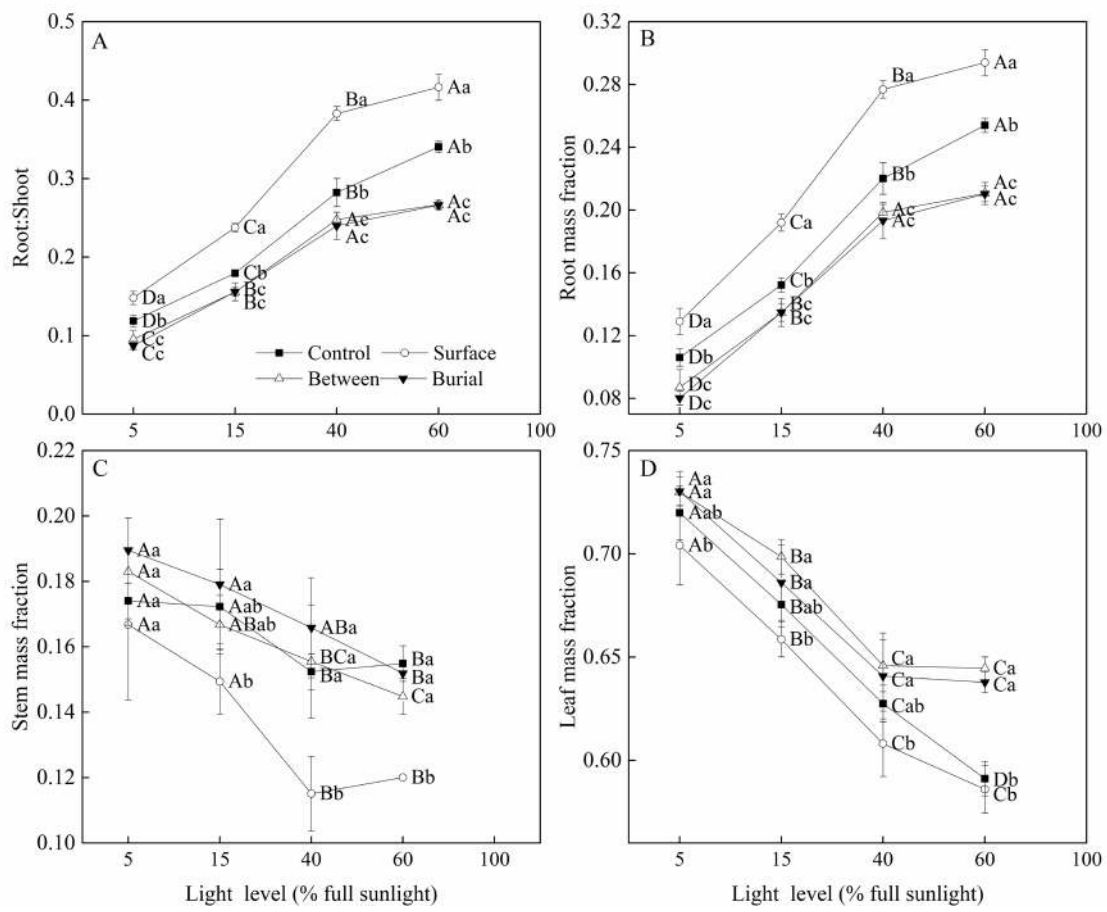 A
0.5
0.4
0.3
0.2
0.1
0.0
Root:Shoot
Da
Db
Cc
Cc
Ca
Cb
Bc
Bc
Ba
Bb
Ac
Ac
Aa
Ab
Ac
Ac
Control Surface
Between Burial
5 15 40 60 100
B
0.32
0.28
0.24
0.20
0.16
0.12
0.08
Root mass fraction
Da
Db
Dc
Dc
Ca
Cb
Bc
Bc
Ba
Bb
Ac
Ac
Aa
Ab
Ac
Ac
5 15 40 60 100
C
0.22
0.20
0.18
0.16
0.14
0.12
0.10
Stem mass fraction
Aa
Aa
Aa
Aa
Aa
Aab
ABab
Ab
ABa
BCa
Ba
Bb
Ba
Ba
Ca
Bb
5 15 40 60 100
Light level (% full sunlight)
D
0.75
0.70
0.65
0.60
Leaf mass fraction
Aa
Aa
Aab
Ab
Ba
Ba
Bab
Bb
Ca
Ca
Cab
Cb
Ca
Ca
Db
Cb
5 15 40 60 100
Light level (% full sunlight)